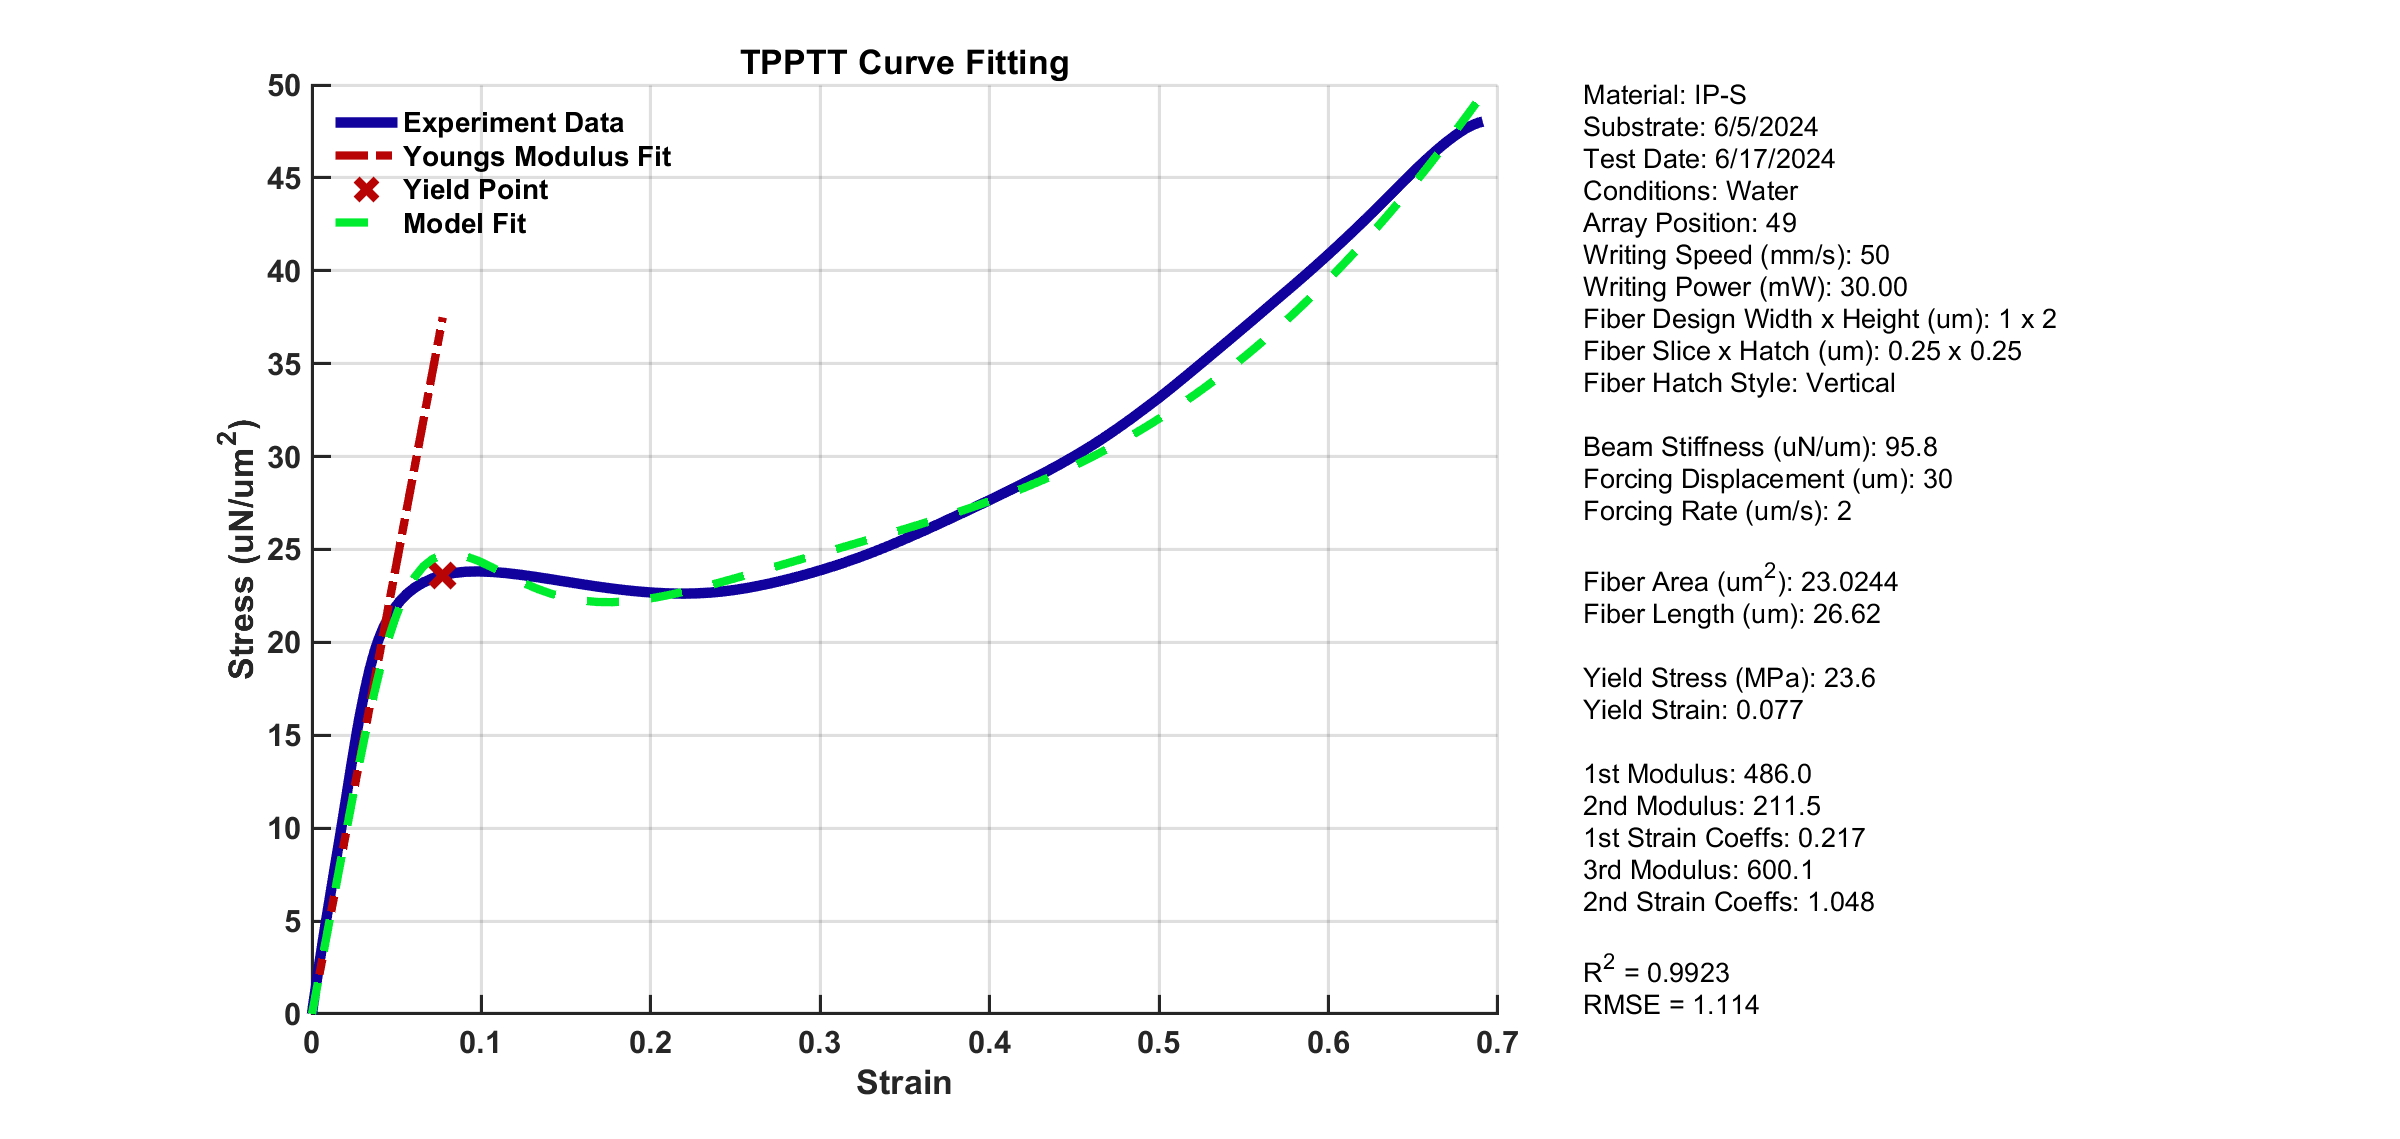 TPPTT Curve Fitting
50
45
40
35
30
25
20
15
10
5
0
Stress (uN/um²)
Experiment Data
Youngs Modulus Fit
Yield Point
Model Fit
0 0.1 0.2 0.3 0.4 0.5 0.6 0.7
Strain
Material: IP-S
Substrate: 6/5/2024
Test Date: 6/17/2024
Conditions: Water
Array Position: 49
Writing Speed (mm/s): 50
Writing Power (mW): 30.00
Fiber Design Width x Height (um): 1 x 2
Fiber Slice x Hatch (um): 0.25 x 0.25
Fiber Hatch Style: Vertical
Beam Stiffness (uN/um): 95.8
Forcing Displacement (um): 30
Forcing Rate (um/s): 2
Fiber Area (um²): 23.0244
Fiber Length (um): 26.62
Yield Stress (MPa): 23.6
Yield Strain: 0.077
1st Modulus: 486.0
2nd Modulus: 211.5
1st Strain Coeffs: 0.217
3rd Modulus: 600.1
2nd Strain Coeffs: 1.048
R² = 0.9923
RMSE = 1.114